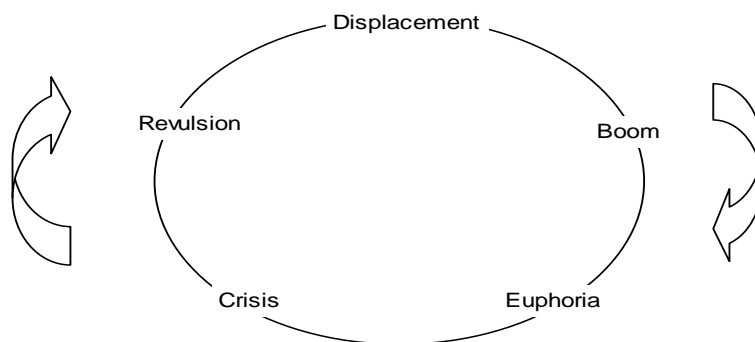 Displacement
Revulsion
Boom
Crisis
Euphoria